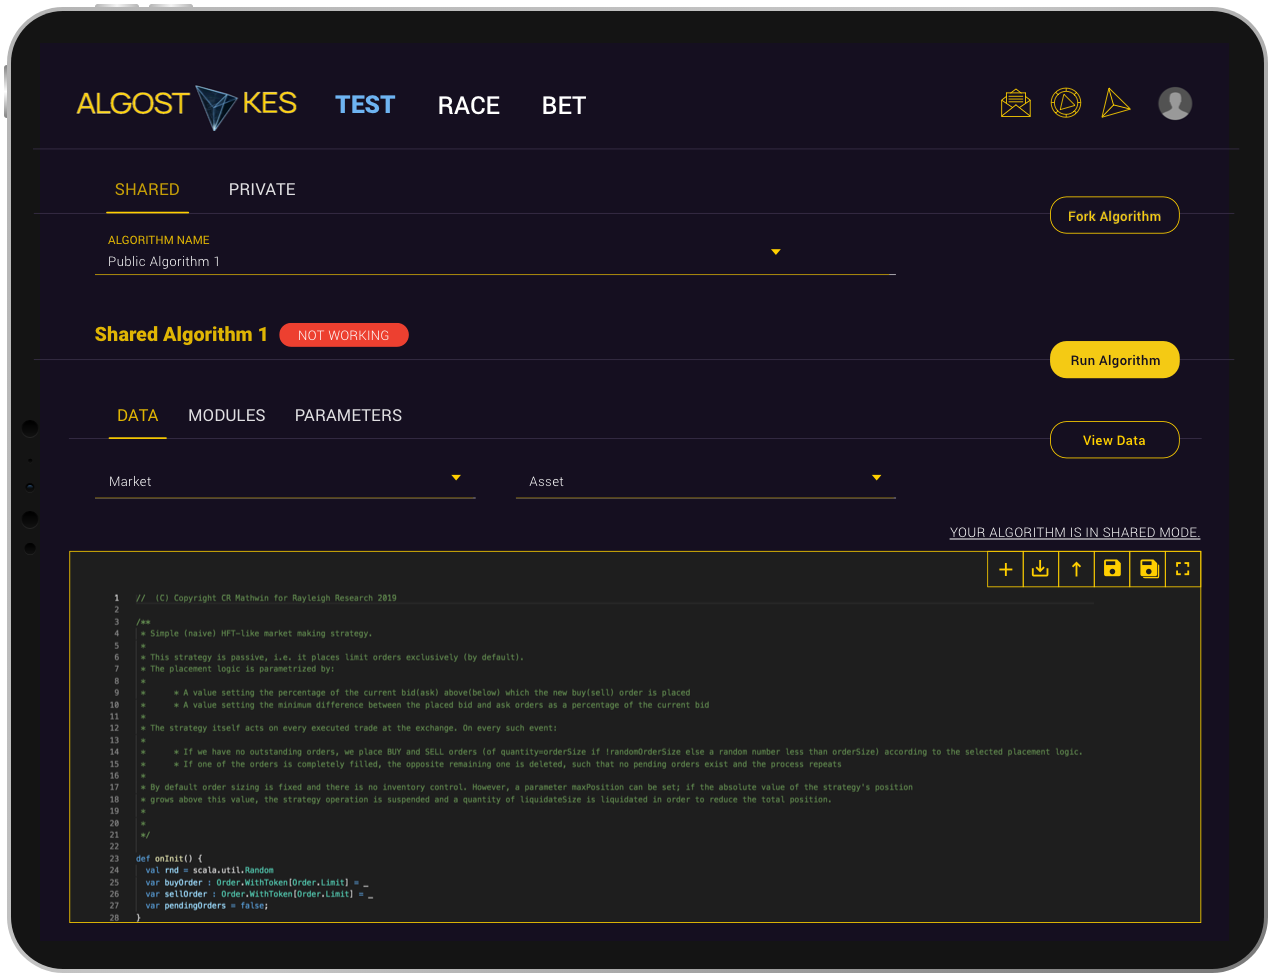 ALGOST KES TEST RACE BET
SHARED PRIVATE
Fork Algorithm
ALGORITHM NAME
Public Algorithm 1
Shared Algorithm 1 NOT WORKING
Run Algorithm
DATA MODULES PARAMETERS
View Data
Market Asset
YOUR ALGORITHM IS IN SHARED MODE.
1 // (C) Copyright CR Mathwin for Rayleigh Research 2019
2
3 /**
4 * Simple (naive) HFT-like market making strategy.
5 *
6 * This strategy is passive, i.e. it places limit orders exclusively (by default).
7 * The placement logic is parametrized by:
8 *
9 * * A value setting the percentage of the current bid(ask) above(below) which the new buy(sell) order is placed
10 * * A value setting the minimum difference between the placed bid and ask orders as a percentage of the current bid
11 *
12 * The strategy itself acts on every executed trade at the exchange. On every such event:
13 *
14 * * If we have no outstanding orders, we place BUY and SELL orders (of quantity=orderSize if !randomOrderSize else a random number less than orderSize) according to the selected placement logic.
15 * * If one of the orders is completely filled, the opposite remaining one is deleted, such that no pending orders exist and the process repeats
16 *
17 * By default order sizing is fixed and there is no inventory control. However, a parameter maxPosition can be set; if the absolute value of the strategy's position
18 * grows above this value, the strategy operation is suspended and a quantity of liquidateSize is liquidated in order to reduce the total position.
19 *
20 *
21 */
22
23 def onInit() {
24 val rnd = scala.util.Random
25 var buyOrder : Order.WithToken[Order.Limit] = _
26 var sellOrder : Order.WithToken[Order.Limit] = _
27 var pendingOrders = false;
28 }